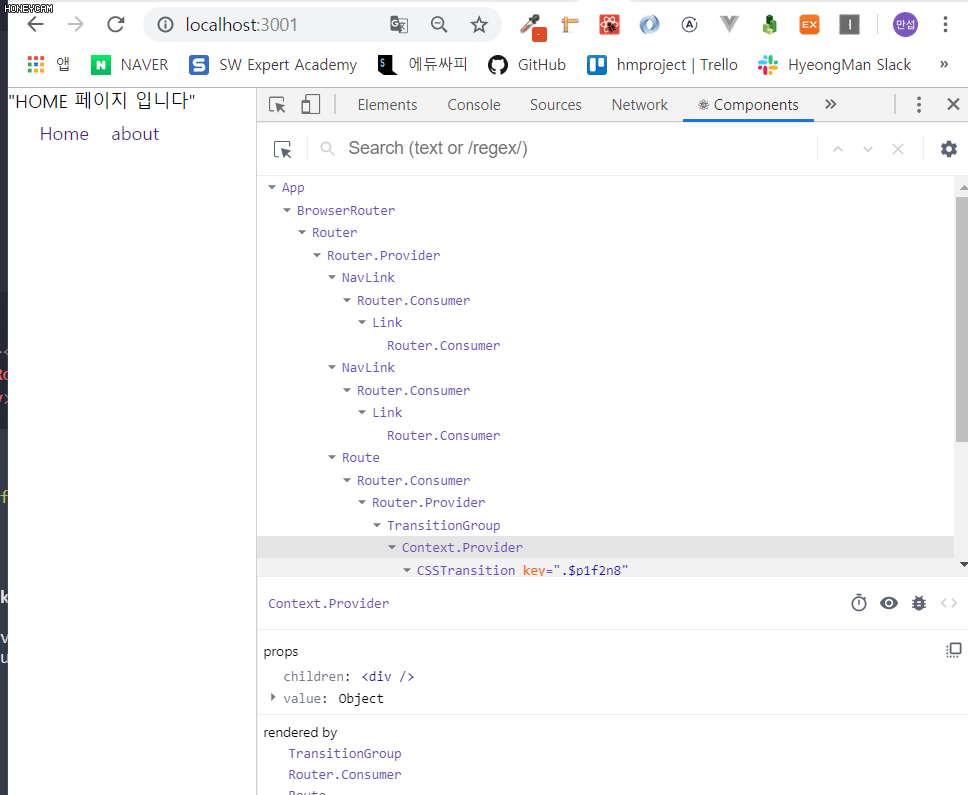 HONEYCAM
localhost:3001
만섭
앱 NAVER SW Expert Academy 에듀싸피 GitHub hmproject | Trello HyeongMan Slack »
"HOME 페이지 입니다"
Home about
Elements Console Sources Network Components »
Search (text or /regex/)
App
BrowserRouter
Router
Router.Provider
NavLink
Router.Consumer
Link
Router.Consumer
NavLink
Router.Consumer
Link
Router.Consumer
Route
Router.Consumer
Router.Provider
TransitionGroup
Context.Provider
CSSTransition key=".$p1f2n8"
Context.Provider
props
children: <div />
value: Object
rendered by
TransitionGroup
Router.Consumer
Route